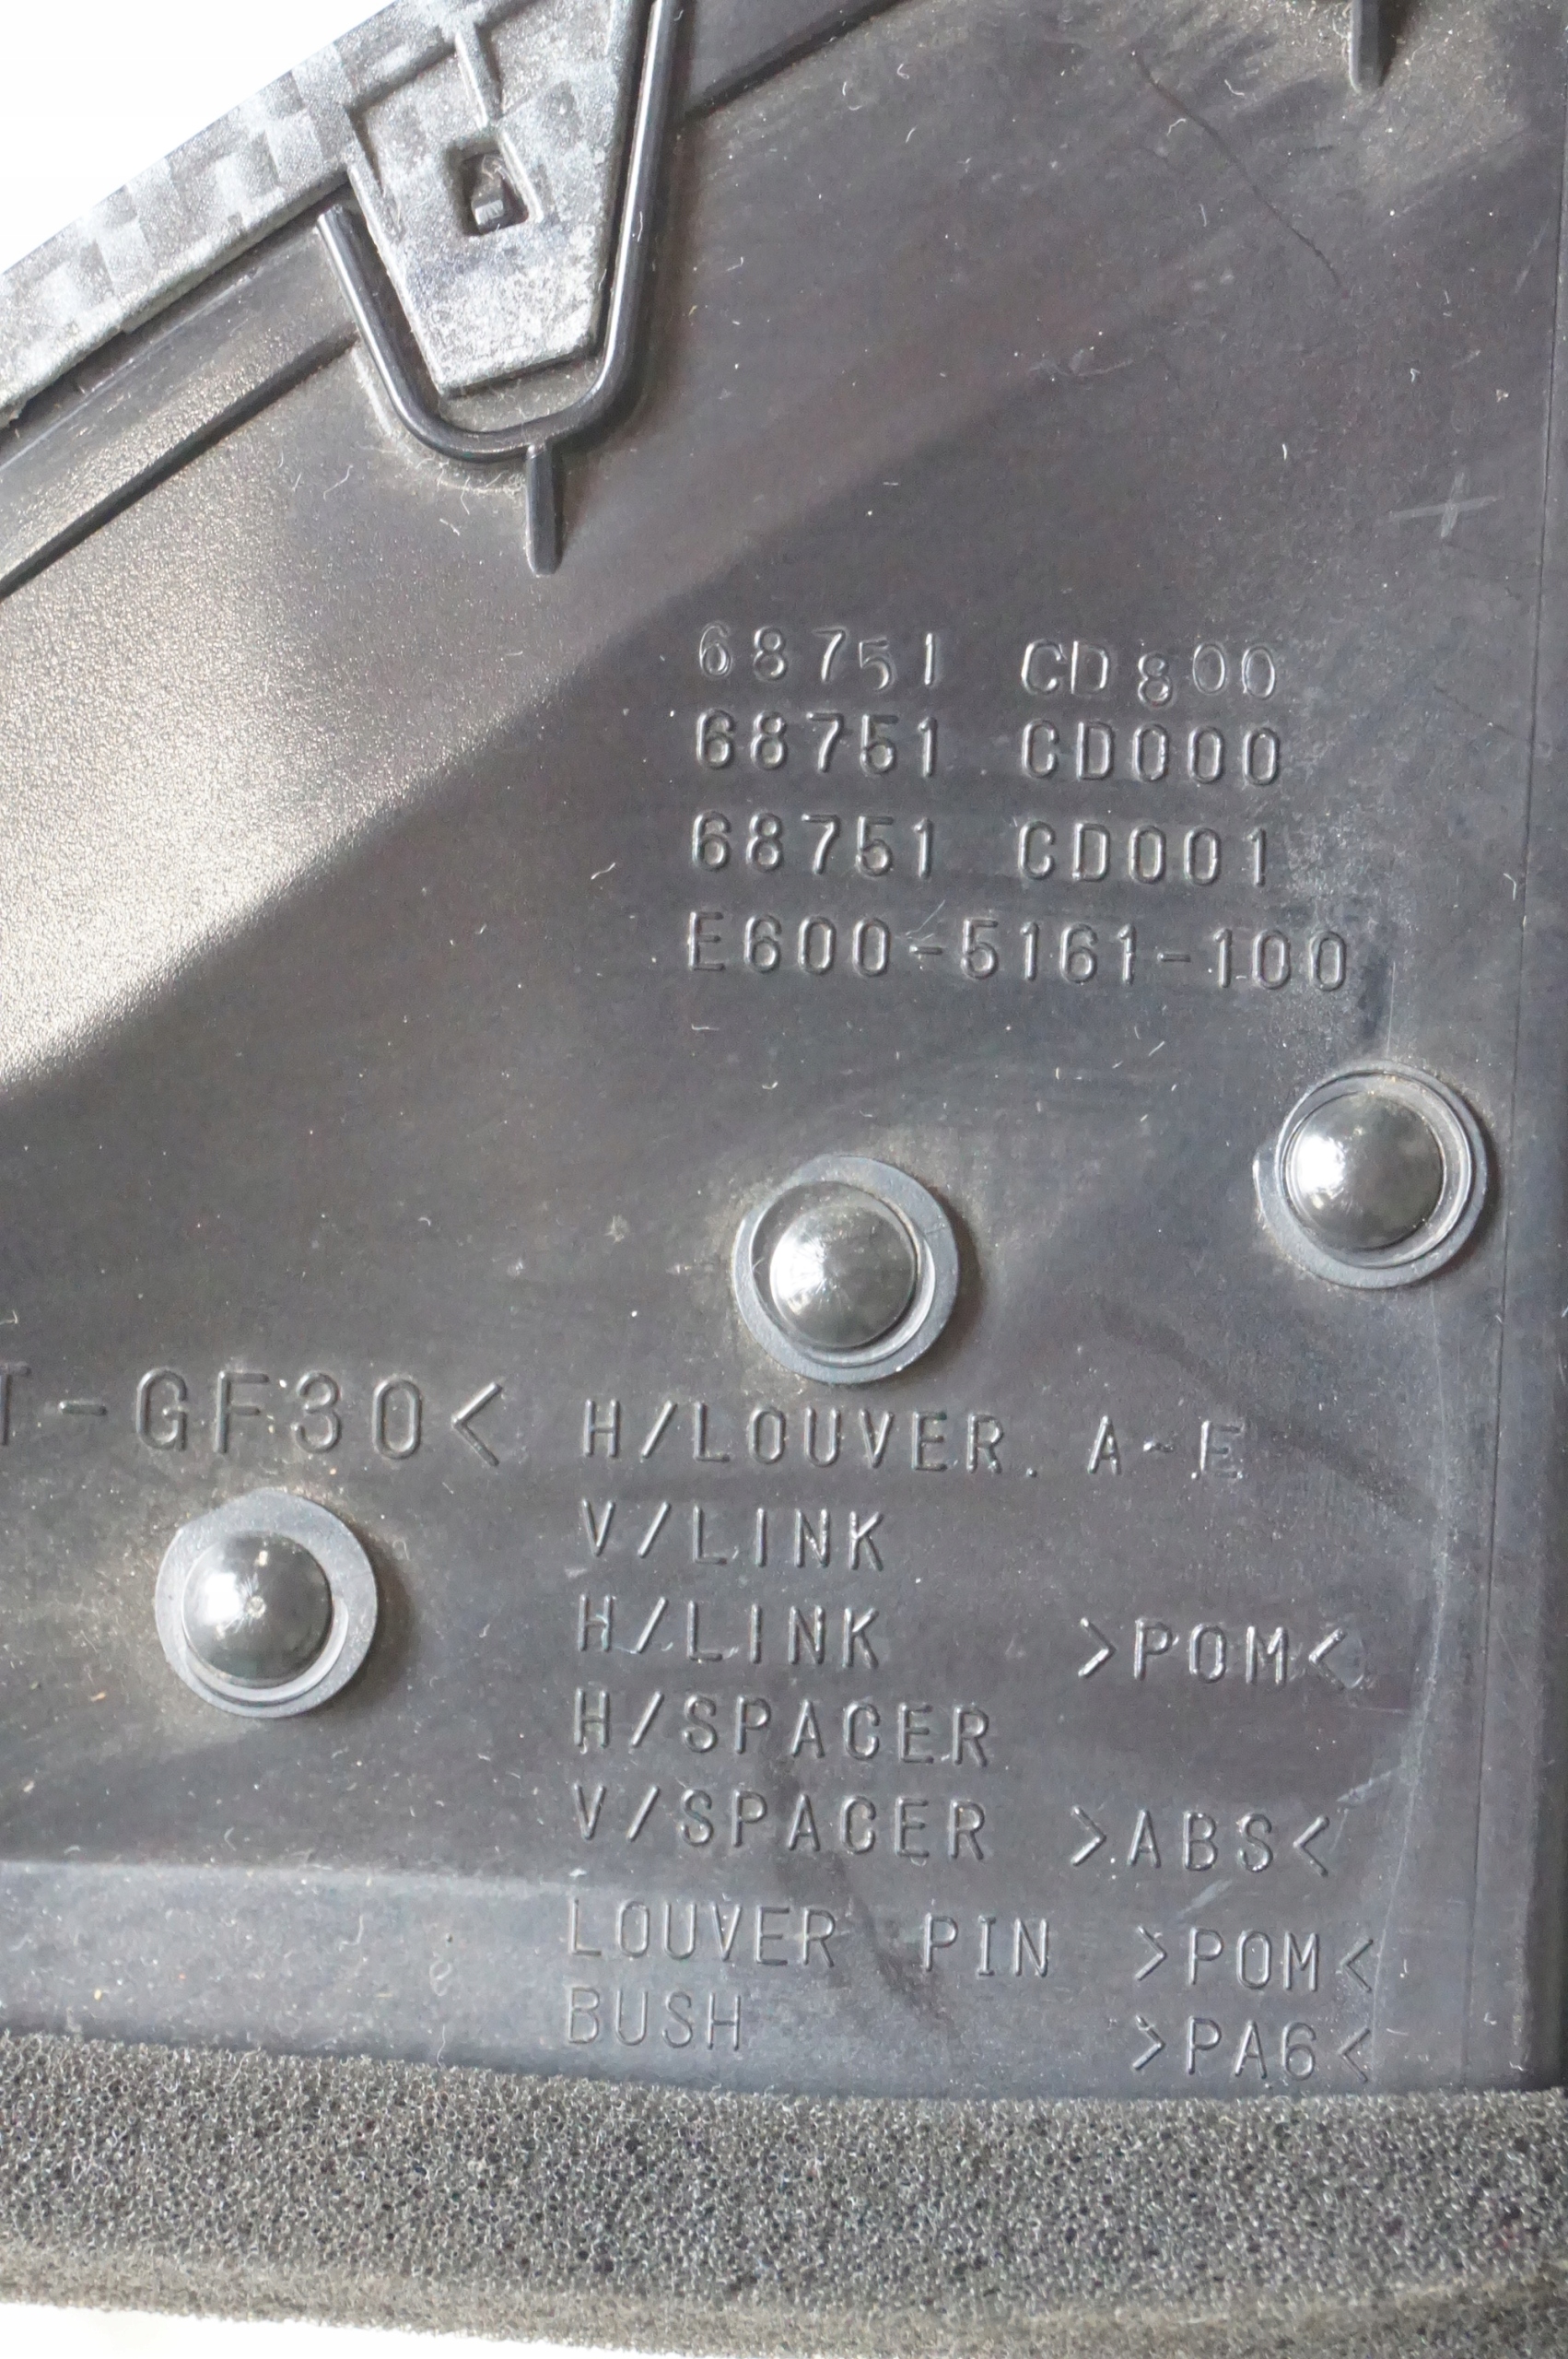 68751 CD800
68751 CD000
68751 CD001
E600-5161-100
T-GF30< H/LOUVER. A-E
V/LINK
H/LINK >POM<
H/SPACER
V/SPACER >ABS<
LOUVER PIN >POM<
BUSH >PA6<